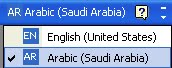 AR Arabic (Saudi Arabia) ?
EN English (United States)
AR Arabic (Saudi Arabia)